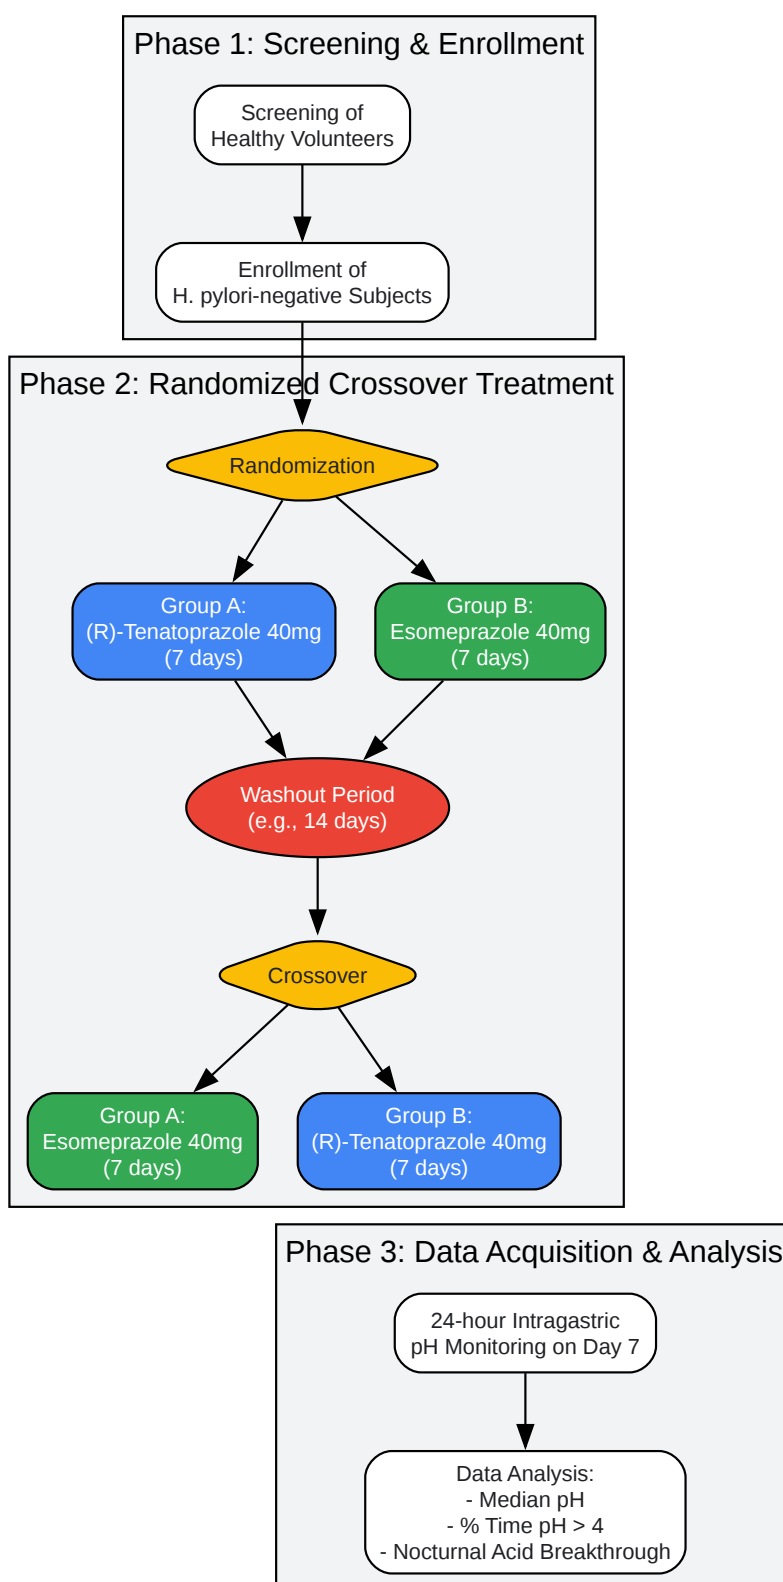 Phase 1: Screening & Enrollment
Screening of
Healthy Volunteers
Enrollment of
H. pylori-negative Subjects
Phase 2: Randomized Crossover Treatment
Randomization
Group A:
(R)-Tenatoprazole 40mg
(7 days)
Group B:
Esomeprazole 40mg
(7 days)
Washout Period
(e.g., 14 days)
Crossover
Group A:
Esomeprazole 40mg
(7 days)
Group B:
(R)-Tenatoprazole 40mg
(7 days)
Phase 3: Data Acquisition & Analysis
24-hour Intragastric
pH Monitoring on Day 7
Data Analysis:
- Median pH
- % Time pH > 4
- Nocturnal Acid Breakthrough